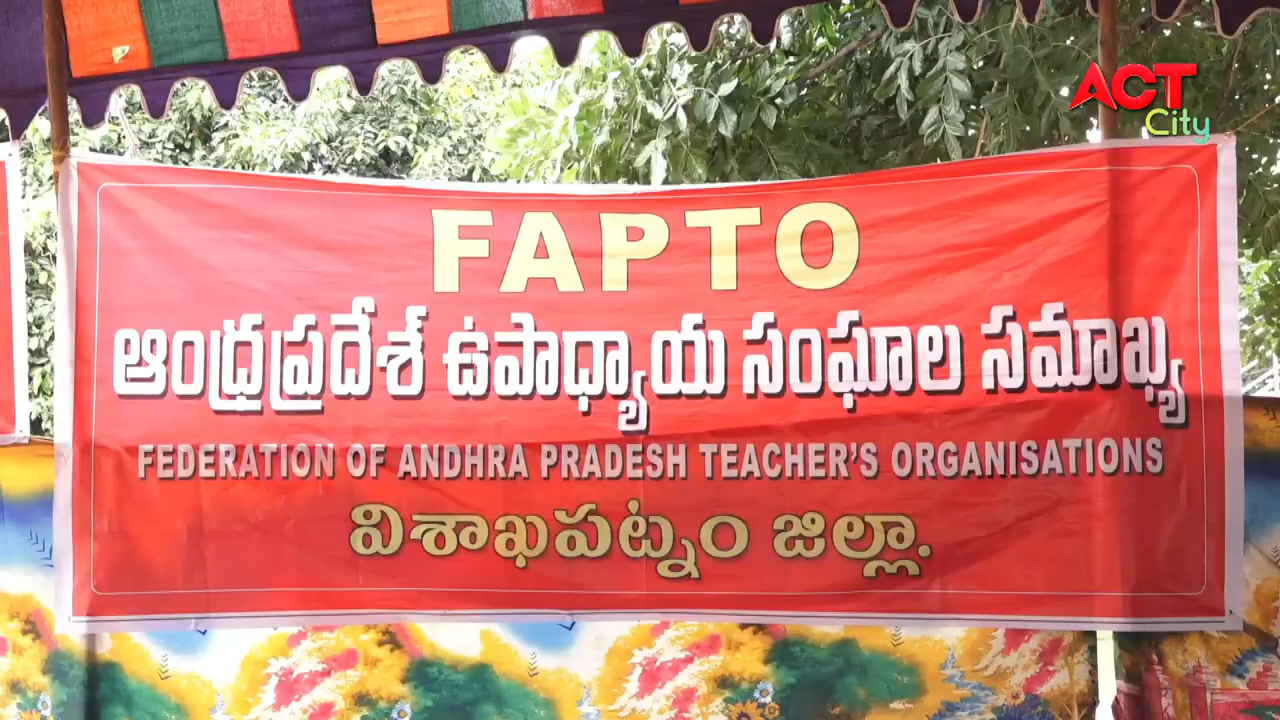 ACT
City
FAPTO
ఆంధ్రప్రదేశ్ ఉపాధ్యాయ సంఘాల సమాఖ్య
FEDERATION OF ANDHRA PRADESH TEACHER'S ORGANISATIONS
విశాఖపట్నం జిల్లా.